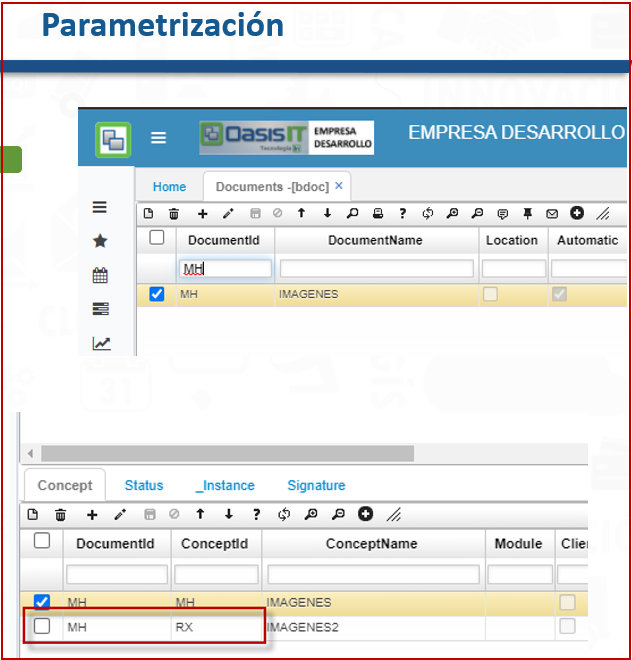 Parametrización
OasisIT EMPRESA DESARROLLO EMPRESA DESARROLLO
Tecnología
Home Documents -[bdoc] ×
DocumentId DocumentName Location Automatic
MH
MH IMAGENES
Concept Status _Instance Signature
DocumentId ConceptId ConceptName Module Clie
MH MH IMAGENES
MH RX IMAGENES2